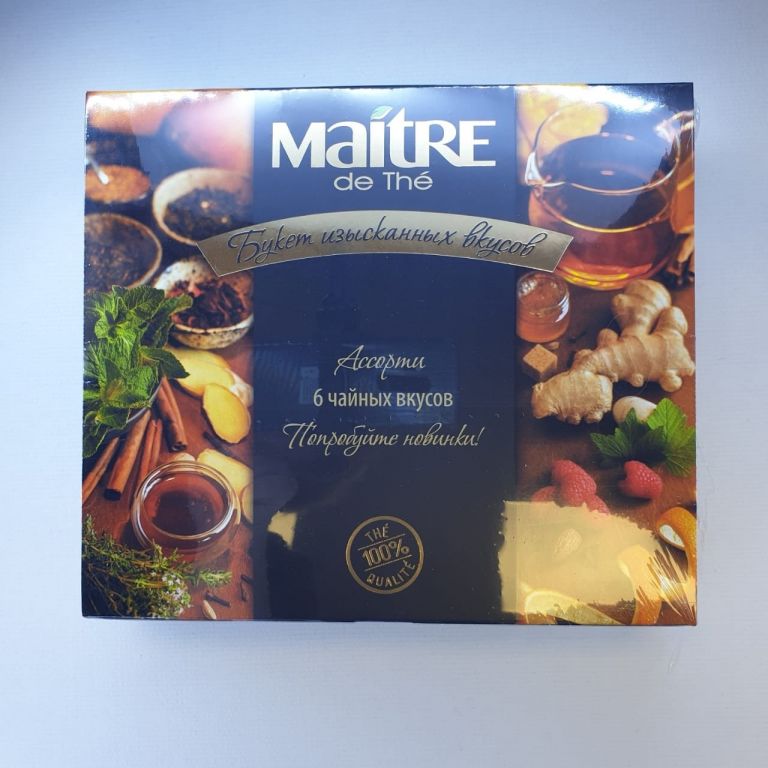 MaîtRE
de Thé
Букет изысканных вкусов
Ассорти
6 чайных вкусов
Попробуйте новинки!
THÉ
100%
QUALITÉ